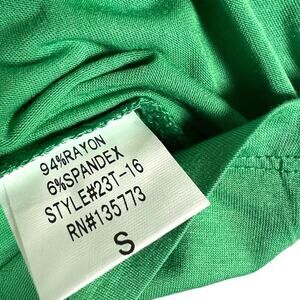 94%RAYON
6%SPANDEX
STYLE#23T-16
RN#135773
S